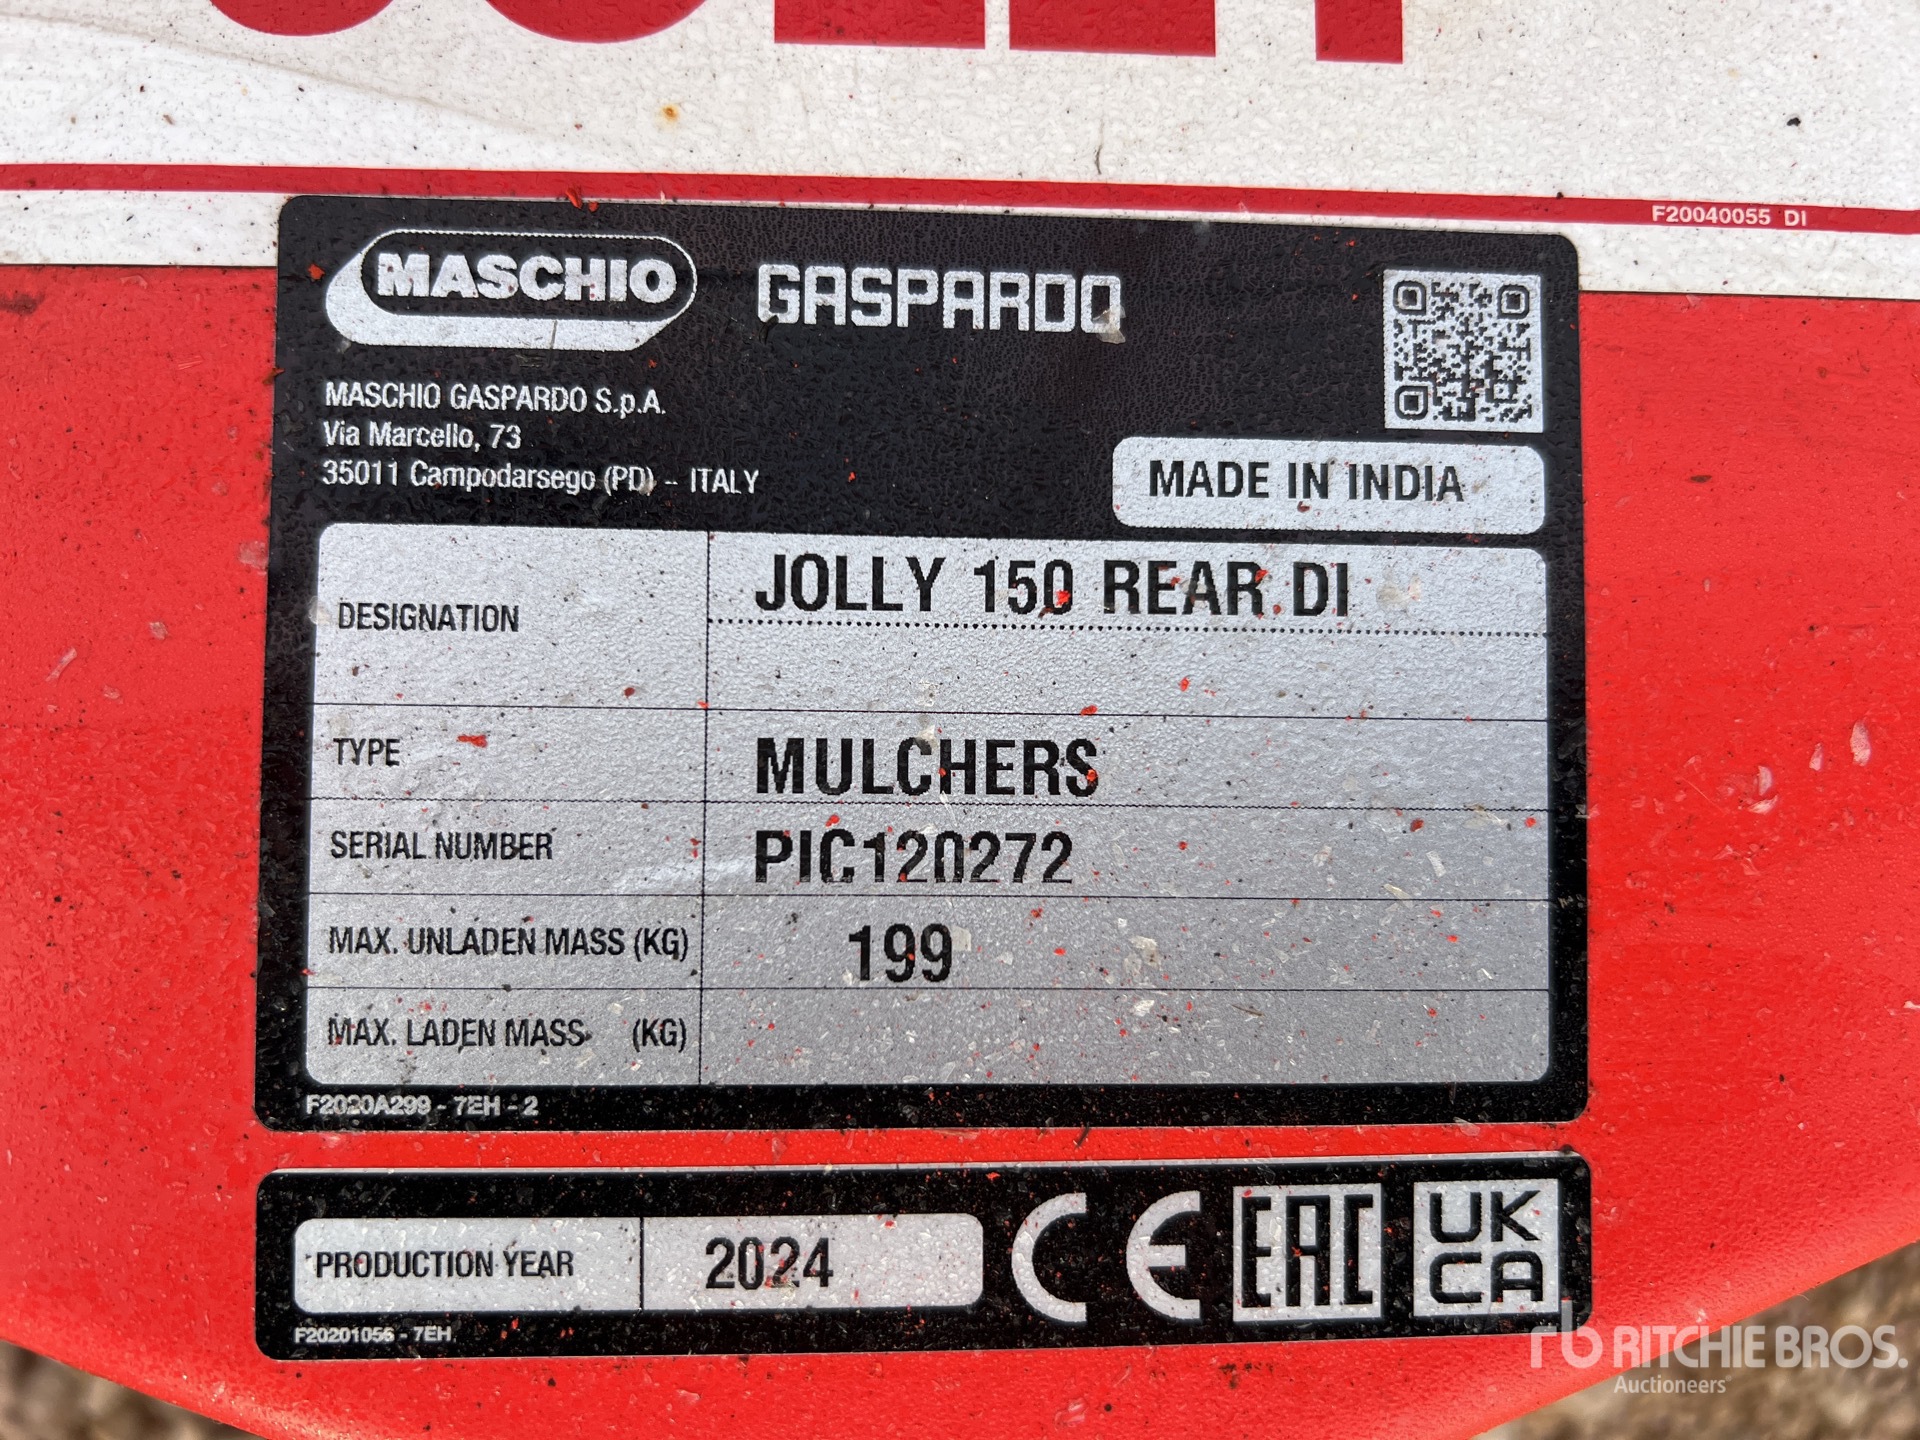 F20040055 DI
MASCHIO GASPARDO
MASCHIO GASPARDO S.p.A.
Via Marcello, 73
35011 Campodarsego (PD) - ITALY
MADE IN INDIA
DESIGNATION JOLLY 150 REAR DI
TYPE MULCHERS
SERIAL NUMBER PIC120272
MAX. UNLADEN MASS (KG) 199
MAX. LADEN MASS (KG)
F2020A299 - 7EH - 2
PRODUCTION YEAR 2024
CE EAC UK CA
F20201056 - 7EH
rb RITCHIE BROS.
Auctioneers